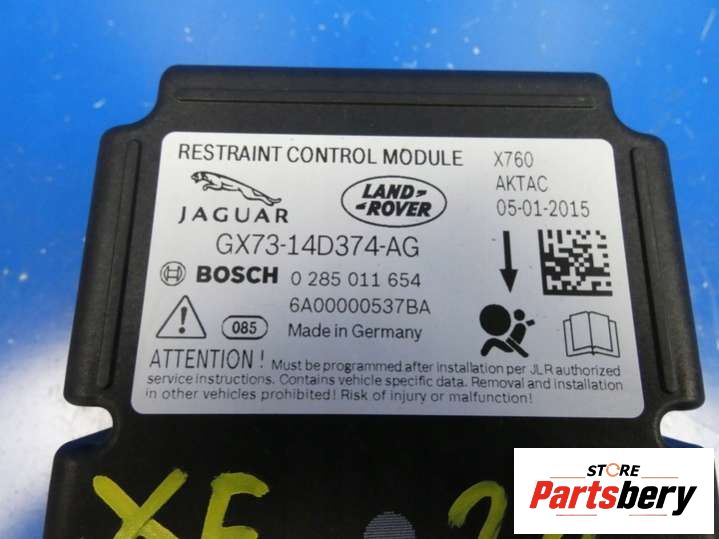 RESTRAINT CONTROL MODULE
X760
AKTAC
05-01-2015
JAGUAR
LAND-
-ROVER
GX73-14D374-AG
BOSCH 0 285 011 654
6A00000537BA
085
Made in Germany
ATTENTION ! Must be programmed after installation per JLR authorized
service instructions. Contains vehicle specific data. Removal and installation
in other vehicles prohibited! Risk of injury or malfunction!
XE
STORE
Partsbery